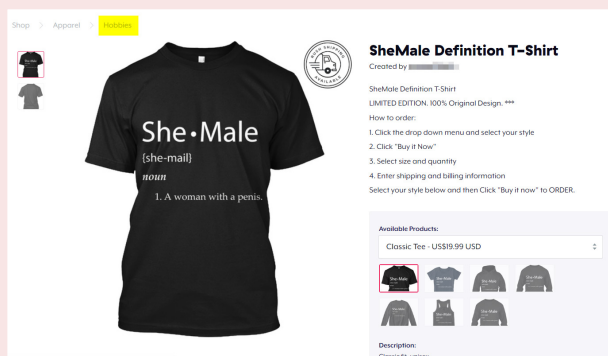 Shop > Apparel > Hobbies
RUSH SHIPPING
AVAILABLE
SheMale Definition T-Shirt
Created by
She•Male
{she-mail}
noun
1. A woman with a penis.
SheMale Definition T-Shirt
LIMITED EDITION. 100% Original Design. ***
How to order:
1. Click the drop down menu and select your style
2. Click "Buy it Now"
3. Select size and quantity
4. Enter shipping and billing information
Select your style below and then Click "Buy it now" to ORDER.
Available Products:
Classic Tee - US$19.99 USD
Description: